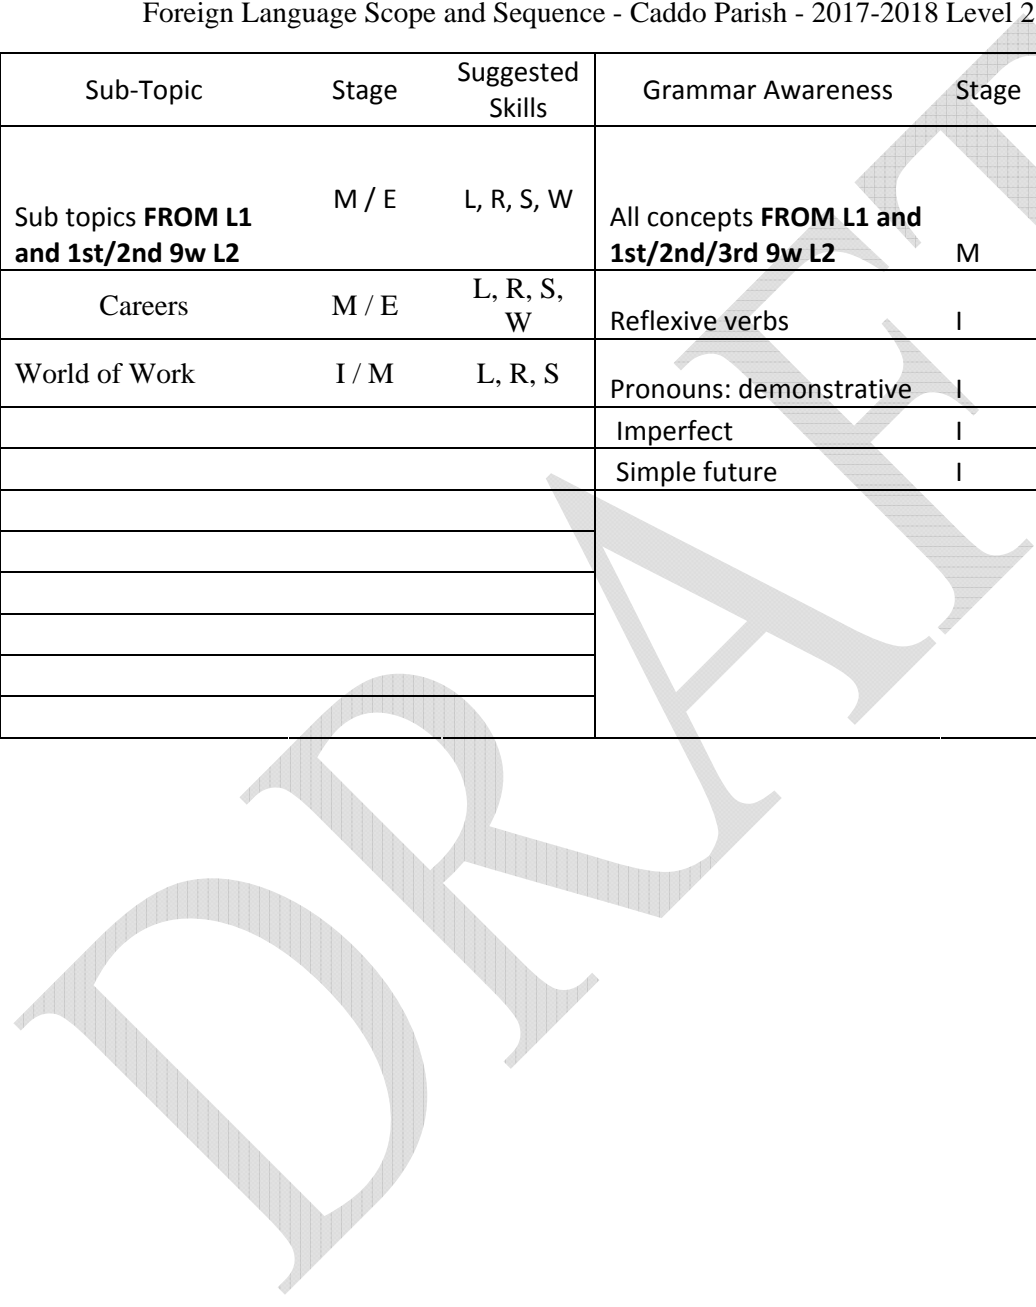 Foreign Language Scope and Sequence - Caddo Parish - 2017-2018 Level 2
Sub-Topic Stage Suggested Skills Grammar Awareness Stage
Sub topics FROM L1 and 1st/2nd 9w L2 M / E L, R, S, W All concepts FROM L1 and 1st/2nd/3rd 9w L2 M
Careers M / E L, R, S, W Reflexive verbs I
World of Work I / M L, R, S Pronouns: demonstrative I
Imperfect I
Simple future I
DRAFT